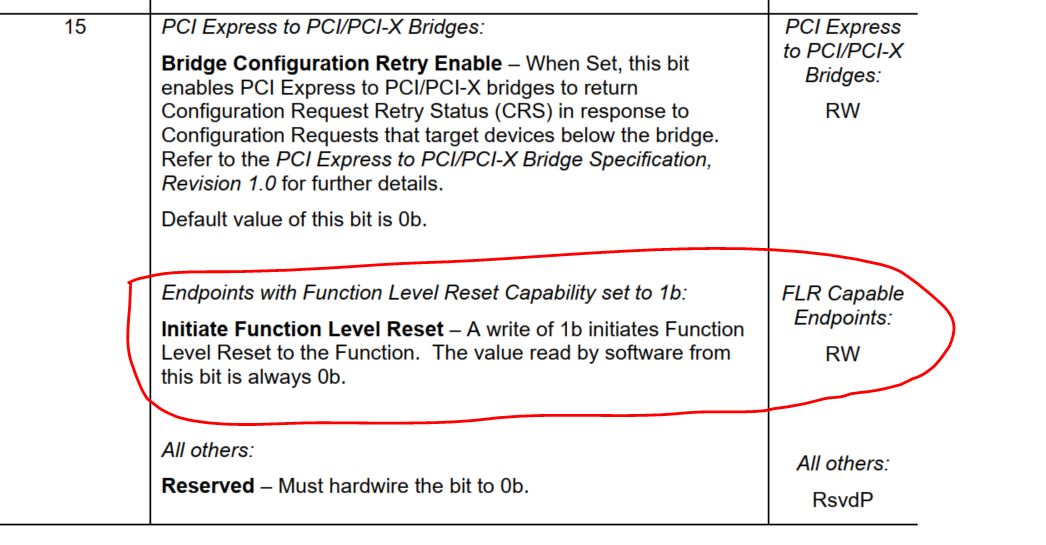 15
PCI Express to PCI/PCI-X Bridges:
Bridge Configuration Retry Enable – When Set, this bit
enables PCI Express to PCI/PCI-X bridges to return
Configuration Request Retry Status (CRS) in response to
Configuration Requests that target devices below the bridge.
Refer to the PCI Express to PCI/PCI-X Bridge Specification,
Revision 1.0 for further details.
Default value of this bit is 0b.
PCI Express
to PCI/PCI-X
Bridges:
RW
Endpoints with Function Level Reset Capability set to 1b:
Initiate Function Level Reset – A write of 1b initiates Function
Level Reset to the Function.  The value read by software from
this bit is always 0b.
FLR Capable
Endpoints:
RW
All others:
Reserved – Must hardwire the bit to 0b.
All others:
RsvdP